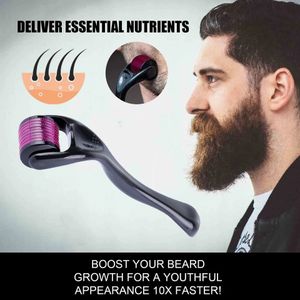 DELIVER ESSENTIAL NUTRIENTS
BOOST YOUR BEARD
GROWTH FOR A YOUTHFUL
APPEARANCE 10X FASTER!